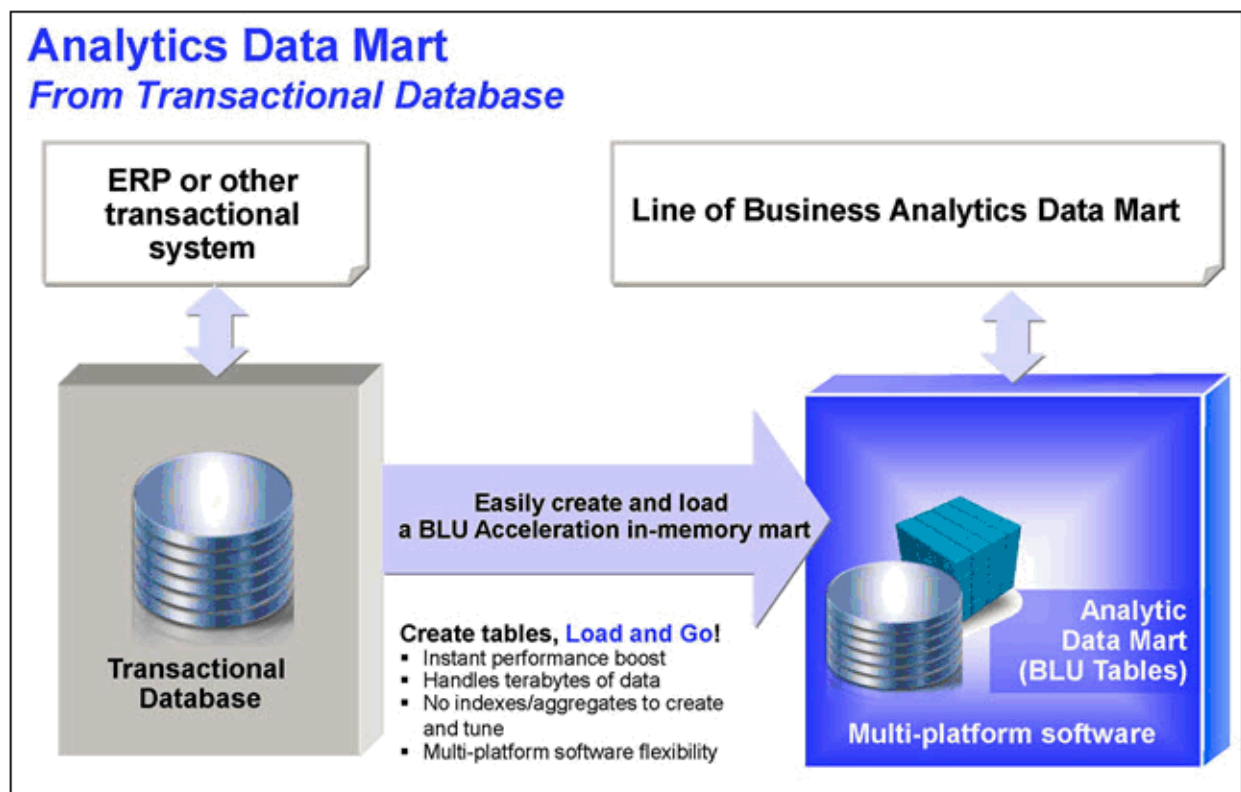 Analytics Data Mart
From Transactional Database
ERP or other
transactional
system
Line of Business Analytics Data Mart
Easily create and load
a BLU Acceleration in-memory mart
Transactional
Database
Create tables, Load and Go!
▪ Instant performance boost
▪ Handles terabytes of data
▪ No indexes/aggregates to create
and tune
▪ Multi-platform software flexibility
Analytic
Data Mart
(BLU Tables)
Multi-platform software